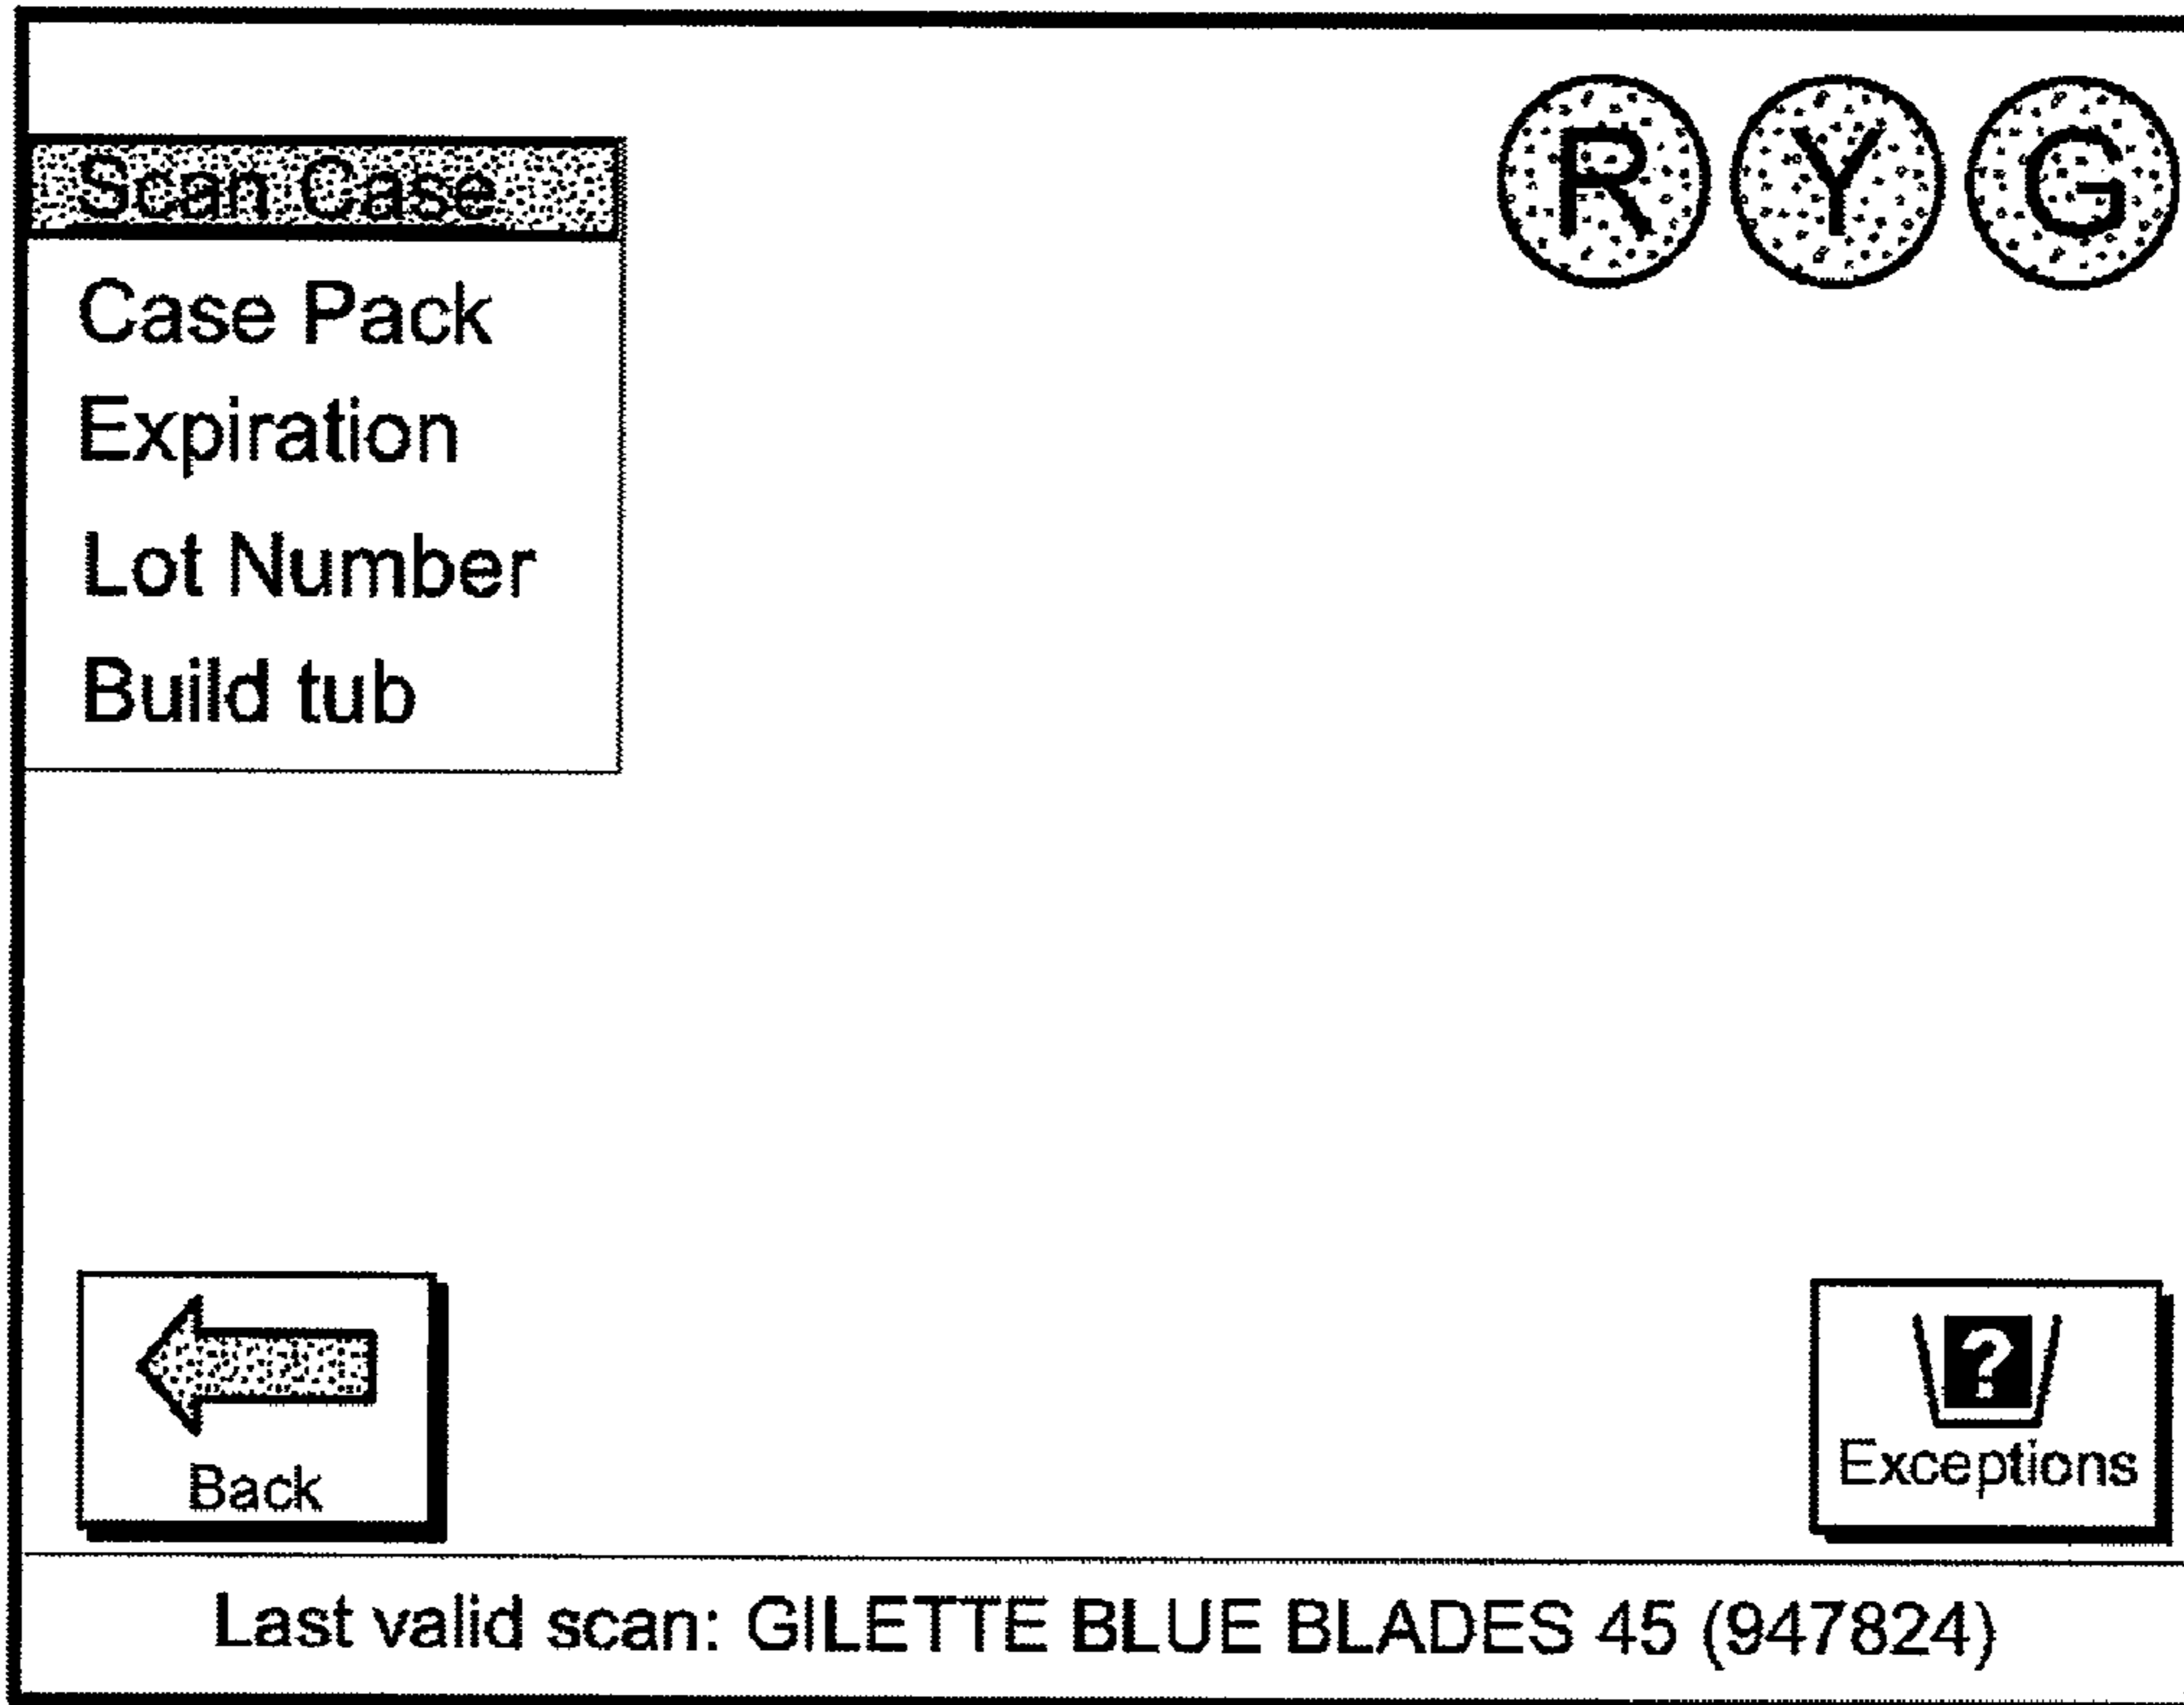 Scan Case
R Y G
Case Pack
Expiration
Lot Number
Build tub
Back
?
Exceptions
Last valid scan: GILETTE BLUE BLADES 45 (947824)